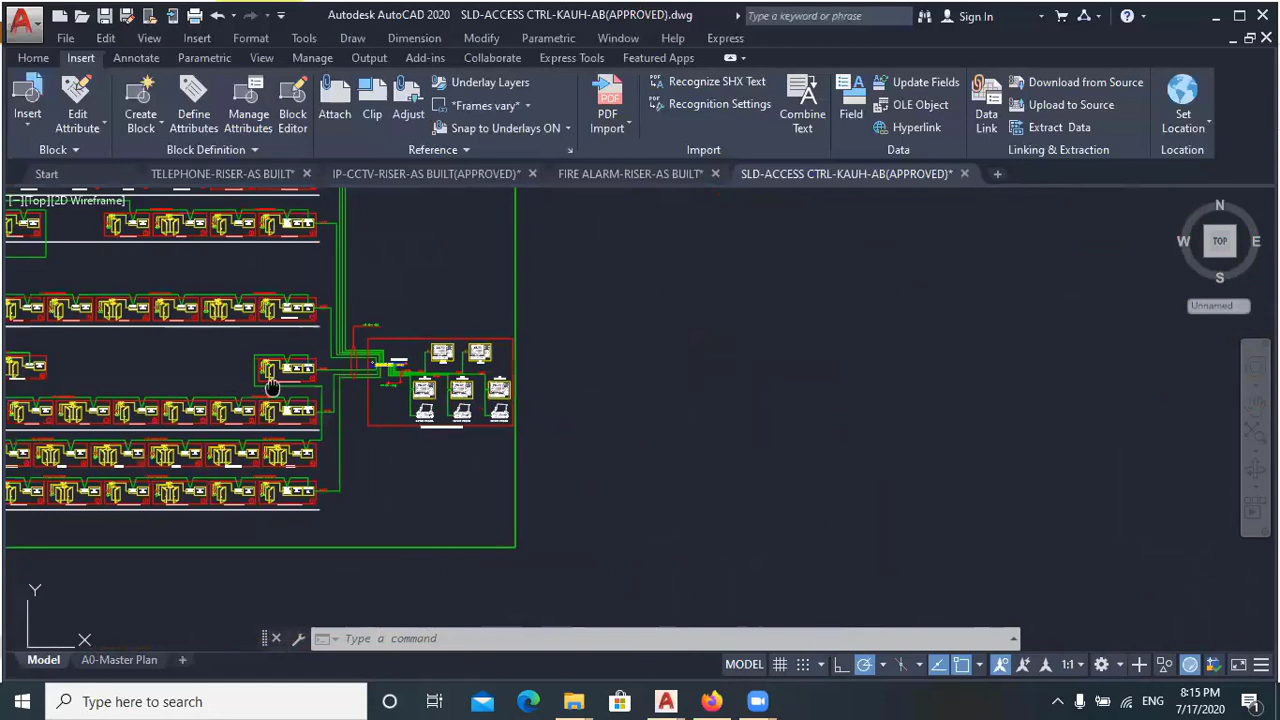 Autodesk AutoCAD 2020 SLD-ACCESS CTRL-KAUH-AB(APPROVED).dwg
Type a keyword or phrase
Sign In
File Edit View Insert Format Tools Draw Dimension Modify Parametric Window Help Express
Home Insert Annotate Parametric View Manage Output Add-ins Collaborate Express Tools Featured Apps
Insert
Edit Attribute
Block
Create Block
Define Attributes
Manage Attributes
Block Editor
Block Definition
Attach
Clip
Adjust
Underlay Layers
*Frames vary*
Snap to Underlays ON
Reference
PDF Import
Recognize SHX Text
Recognition Settings
Combine Text
Import
Field
Update Fields
OLE Object
Hyperlink
Data
Data Link
Download from Source
Upload to Source
Extract Data
Linking & Extraction
Set Location
Location
Start
TELEPHONE-RISER-AS BUILT*
IP-CCTV-RISER-AS BUILT(APPROVED)*
FIRE ALARM-RISER-AS BUILT*
SLD-ACCESS CTRL-KAUH-AB(APPROVED)*
[−][Top][2D Wireframe]
N
W TOP E
S
Unnamed
Y
X
Type a command
Model A0-Master Plan
MODEL
1:1
Type here to search
ENG
8:15 PM
7/17/2020
1